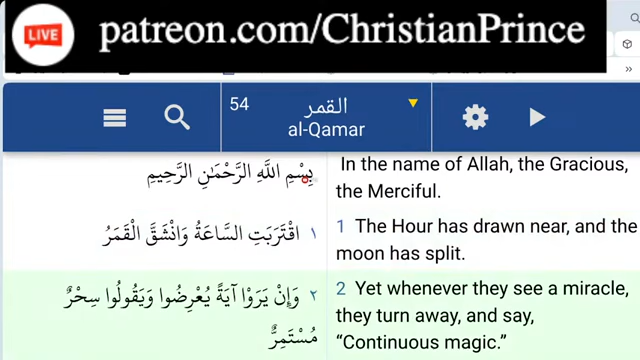 LIVE patreon.com/ChristianPrince
54 القمر
al-Qamar
بِسْمِ اللَّهِ الرَّحْمَٰنِ الرَّحِيمِ
In the name of Allah, the Gracious,
the Merciful.
١ اقْتَرَبَتِ السَّاعَةُ وَانْشَقَّ الْقَمَرُ
1 The Hour has drawn near, and the
moon has split.
٢ وَإِنْ يَرَوْا آيَةً يُعْرِضُوا وَيَقُولُوا سِحْرٌ
مُسْتَمِرٌّ
2 Yet whenever they see a miracle,
they turn away, and say,
“Continuous magic.”